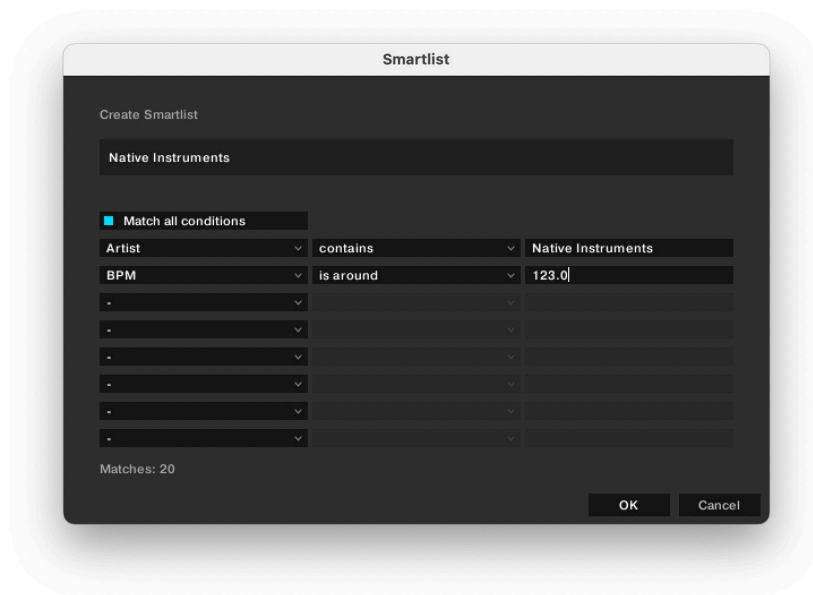 Smartlist
Create Smartlist
Native Instruments
Match all conditions
Artist contains Native Instruments
BPM is around 123.0
-
-
-
-
-
-
Matches: 20
OK Cancel